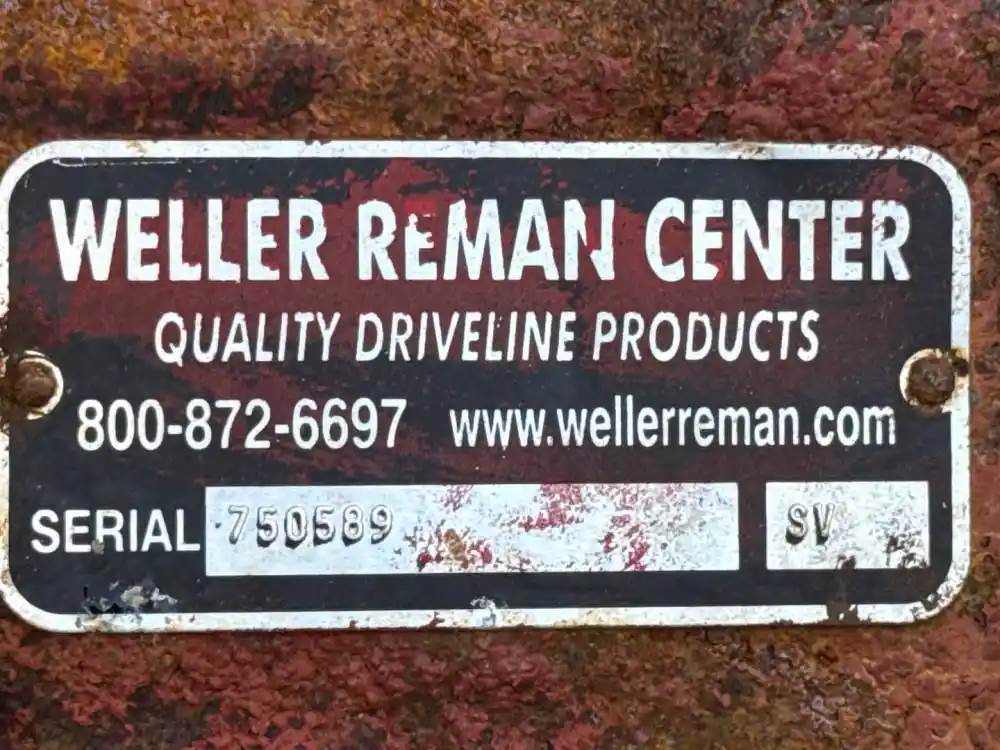 WELLER REMAN CENTER
QUALITY DRIVELINE PRODUCTS
800-872-6697 www.wellerreman.com
SERIAL 750589 SV